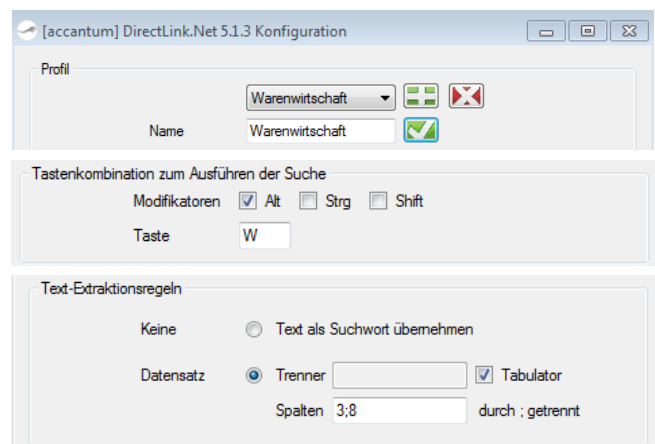 [accantum] DirectLink.Net 5.1.3 Konfiguration
Profil
Warenwirtschaft
Name Warenwirtschaft
Tastenkombination zum Ausführen der Suche
Modifikatoren Alt Strg Shift
Taste W
Text-Extraktionsregeln
Keine Text als Suchwort übernehmen
Datensatz Trenner Tabulator
Spalten 3;8 durch ; getrennt